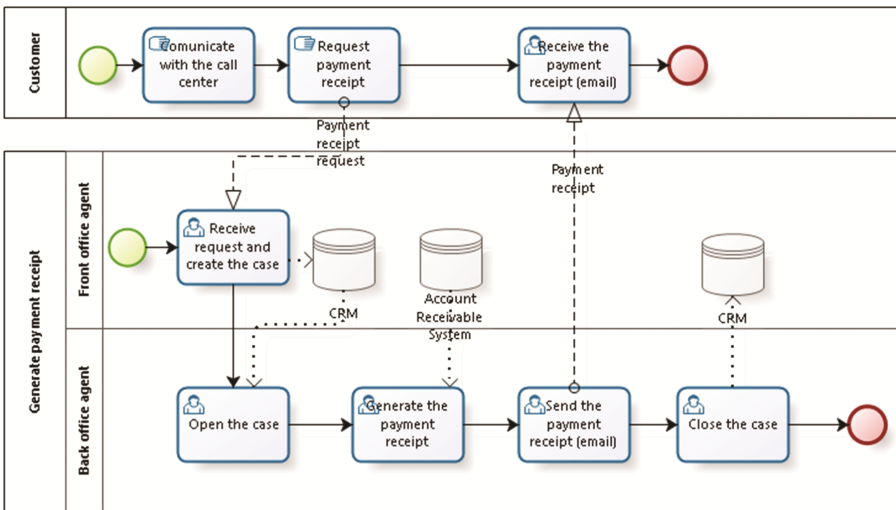 Customer
Comunicate
with the call
center
Request
payment
receipt
Receive the
payment
receipt (email)
Payment
receipt
request
Payment
receipt
Generate payment receipt
Front office agent
Receive
request and
create the case
CRM
Account
Receivable
System
CRM
Back office agent
Open the case
Generate the
payment
receipt
Send the
payment
receipt (email)
Close the case